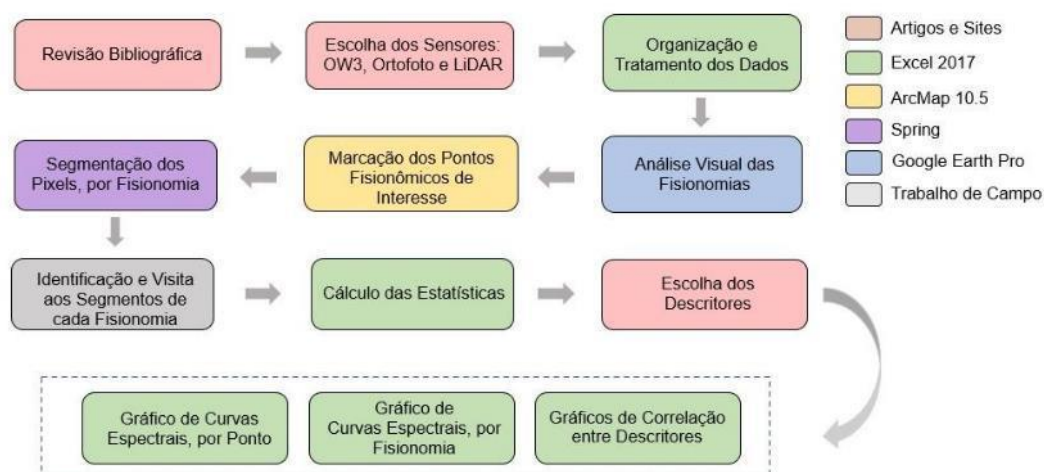 Revisão Bibliográfica
Escolha dos Sensores:
OW3, Ortofoto e LiDAR
Organização e
Tratamento dos Dados
Análise Visual das
Fisionomias
Marcação dos Pontos
Fisionômicos de
Interesse
Segmentação dos
Pixels, por Fisionomia
Identificação e Visita
aos Segmentos de
cada Fisionomia
Cálculo das Estatísticas
Escolha dos
Descritores
Gráfico de Curvas
Espectrais, por Ponto
Gráfico de
Curvas Espectrais, por
Fisionomia
Gráficos de Correlação
entre Descritores
Artigos e Sites
Excel 2017
ArcMap 10.5
Spring
Google Earth Pro
Trabalho de Campo